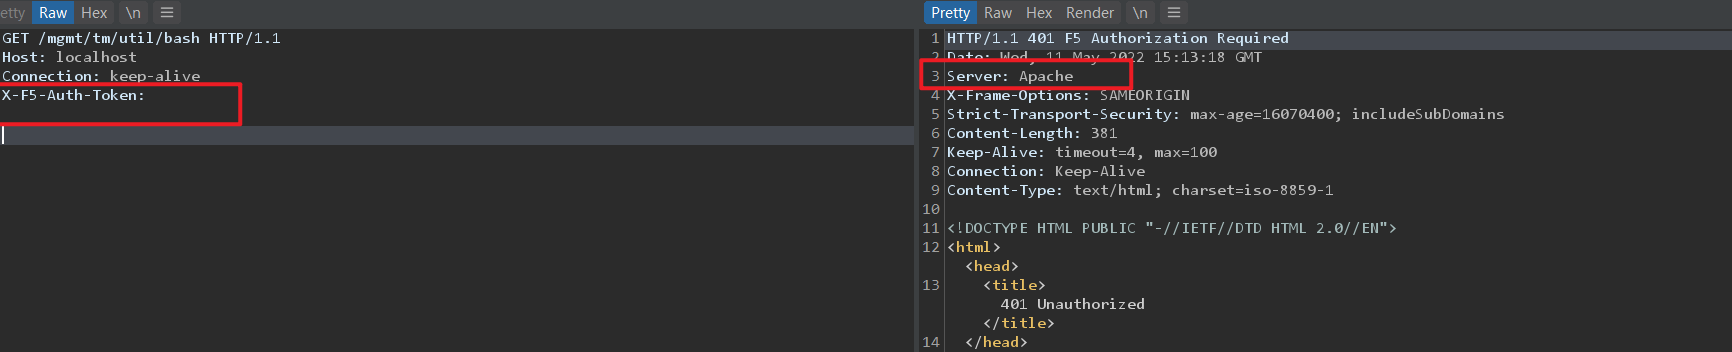 etty Raw Hex \n
GET /mgmt/tm/util/bash HTTP/1.1
Host: localhost
Connection: keep-alive
X-F5-Auth-Token:
Pretty Raw Hex Render \n
1 HTTP/1.1 401 F5 Authorization Required
2 Date: Wed, 11 May 2022 15:13:18 GMT
3 Server: Apache
4 X-Frame-Options: SAMEORIGIN
5 Strict-Transport-Security: max-age=16070400; includeSubDomains
6 Content-Length: 381
7 Keep-Alive: timeout=4, max=100
8 Connection: Keep-Alive
9 Content-Type: text/html; charset=iso-8859-1
10
11 <!DOCTYPE HTML PUBLIC "-//IETF//DTD HTML 2.0//EN">
12 <html>
<head>
13 <title>
401 Unauthorized
</title>
14 </head>